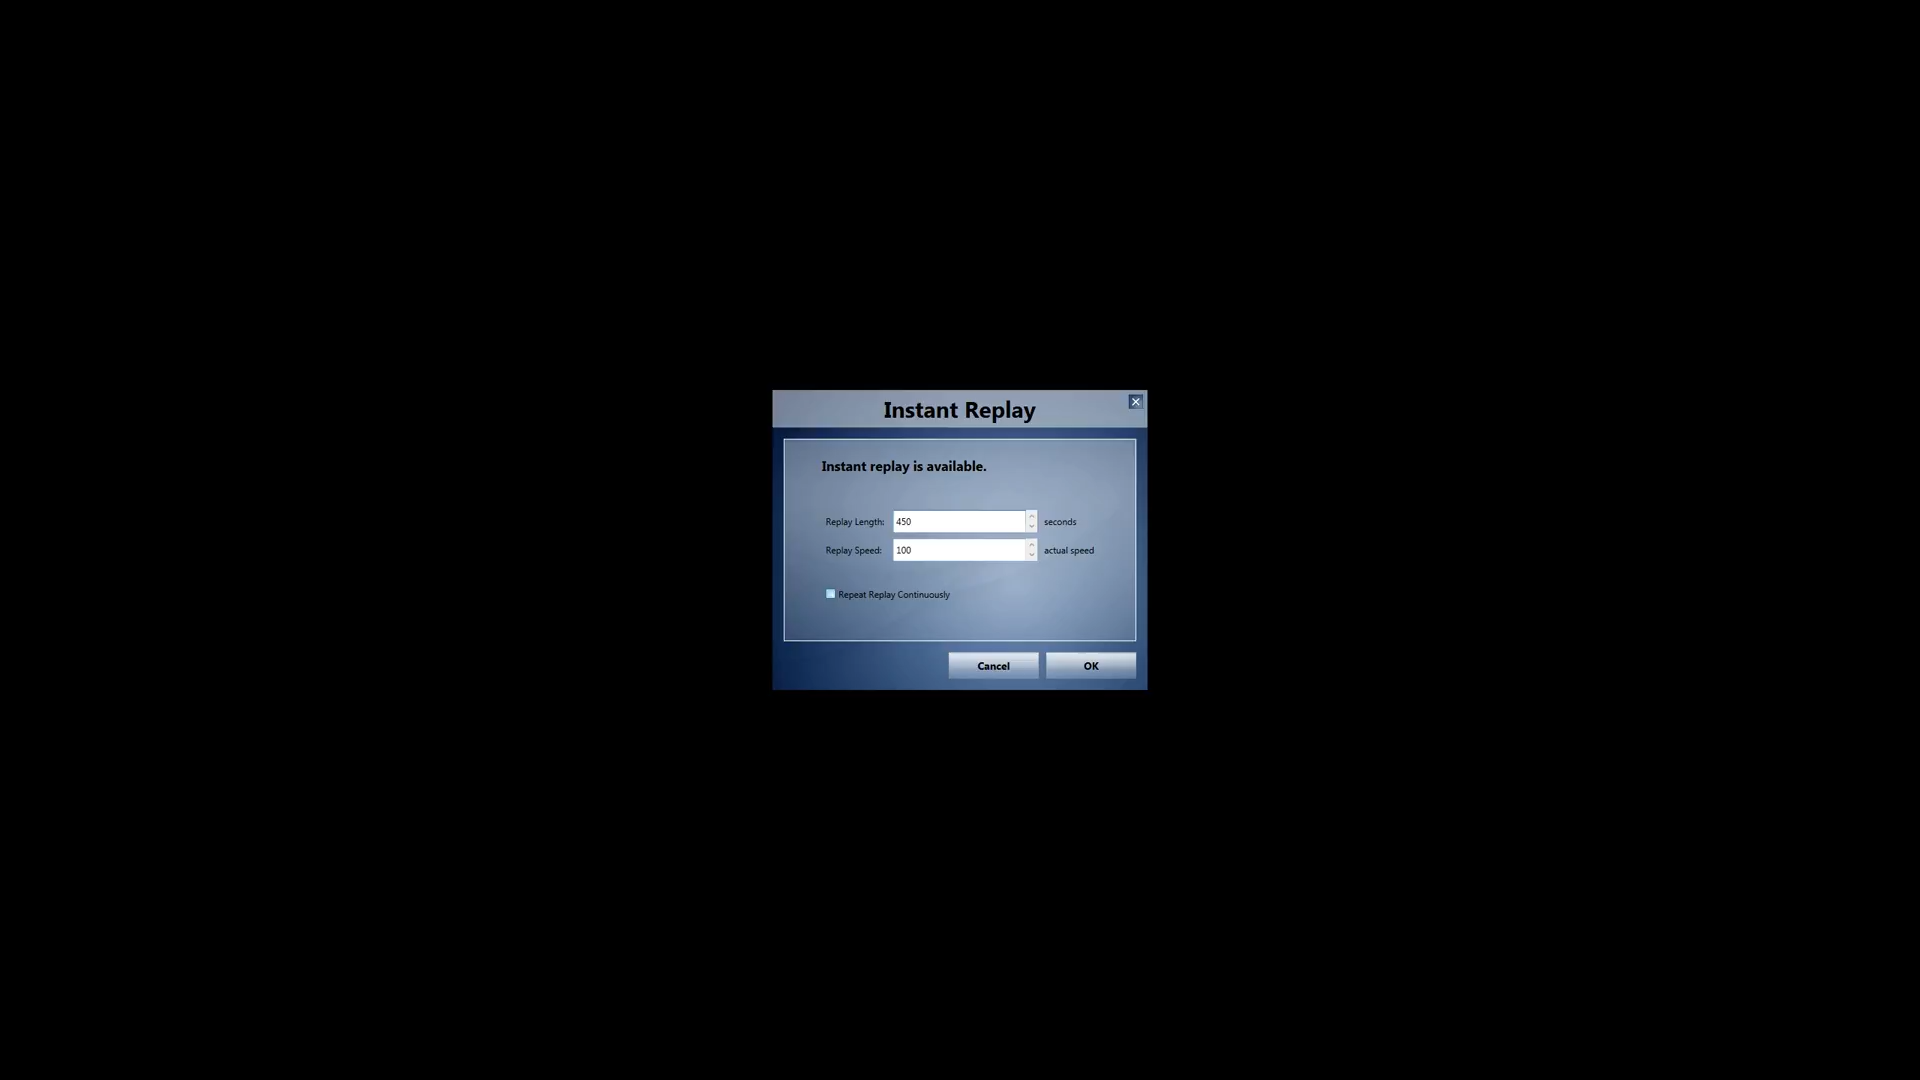 Instant Replay
Instant replay is available.
Replay Length: 450 seconds
Replay Speed: 100 actual speed
Repeat Replay Continuously
Cancel OK